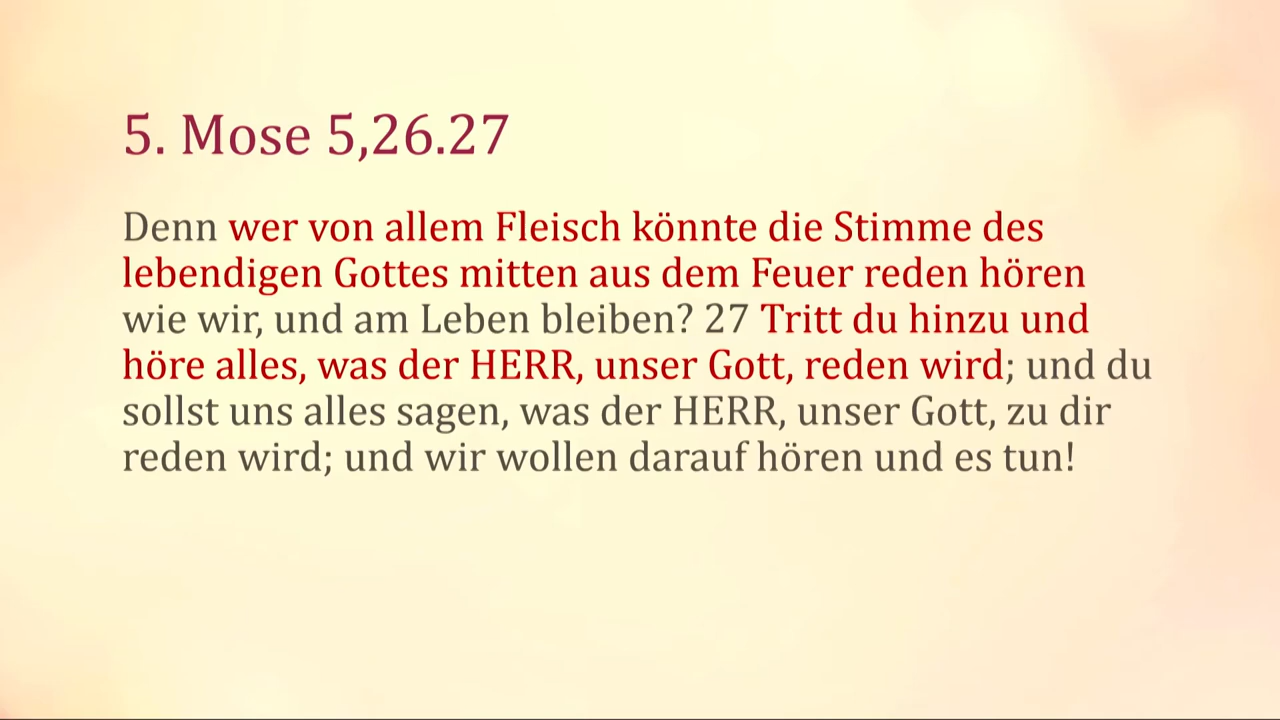 5. Mose 5,26.27
Denn wer von allem Fleisch könnte die Stimme des
lebendigen Gottes mitten aus dem Feuer reden hören
wie wir, und am Leben bleiben? 27 Tritt du hinzu und
höre alles, was der HERR, unser Gott, reden wird; und du
sollst uns alles sagen, was der HERR, unser Gott, zu dir
reden wird; und wir wollen darauf hören und es tun!